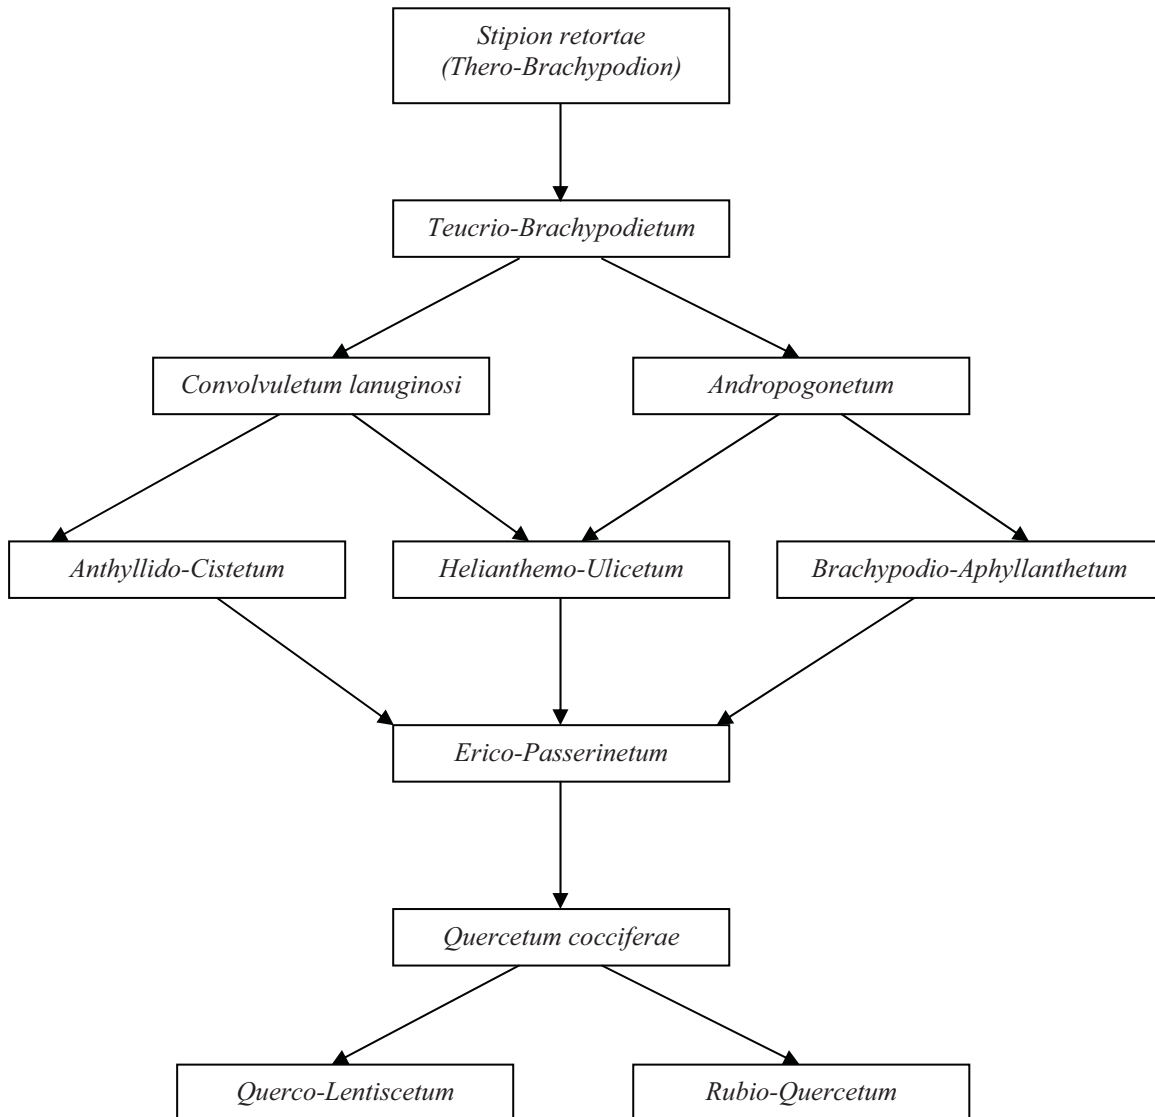 Stipion retortae
(Thero-Brachypodion)
Teucrio-Brachypodietum
Convolvuletum lanuginosi
Andropogonetum
Anthyllido-Cistetum
Helianthemo-Ulicetum
Brachypodio-Aphyllanthetum
Erico-Passerinetum
Quercetum cocciferae
Querco-Lentiscetum
Rubio-Quercetum